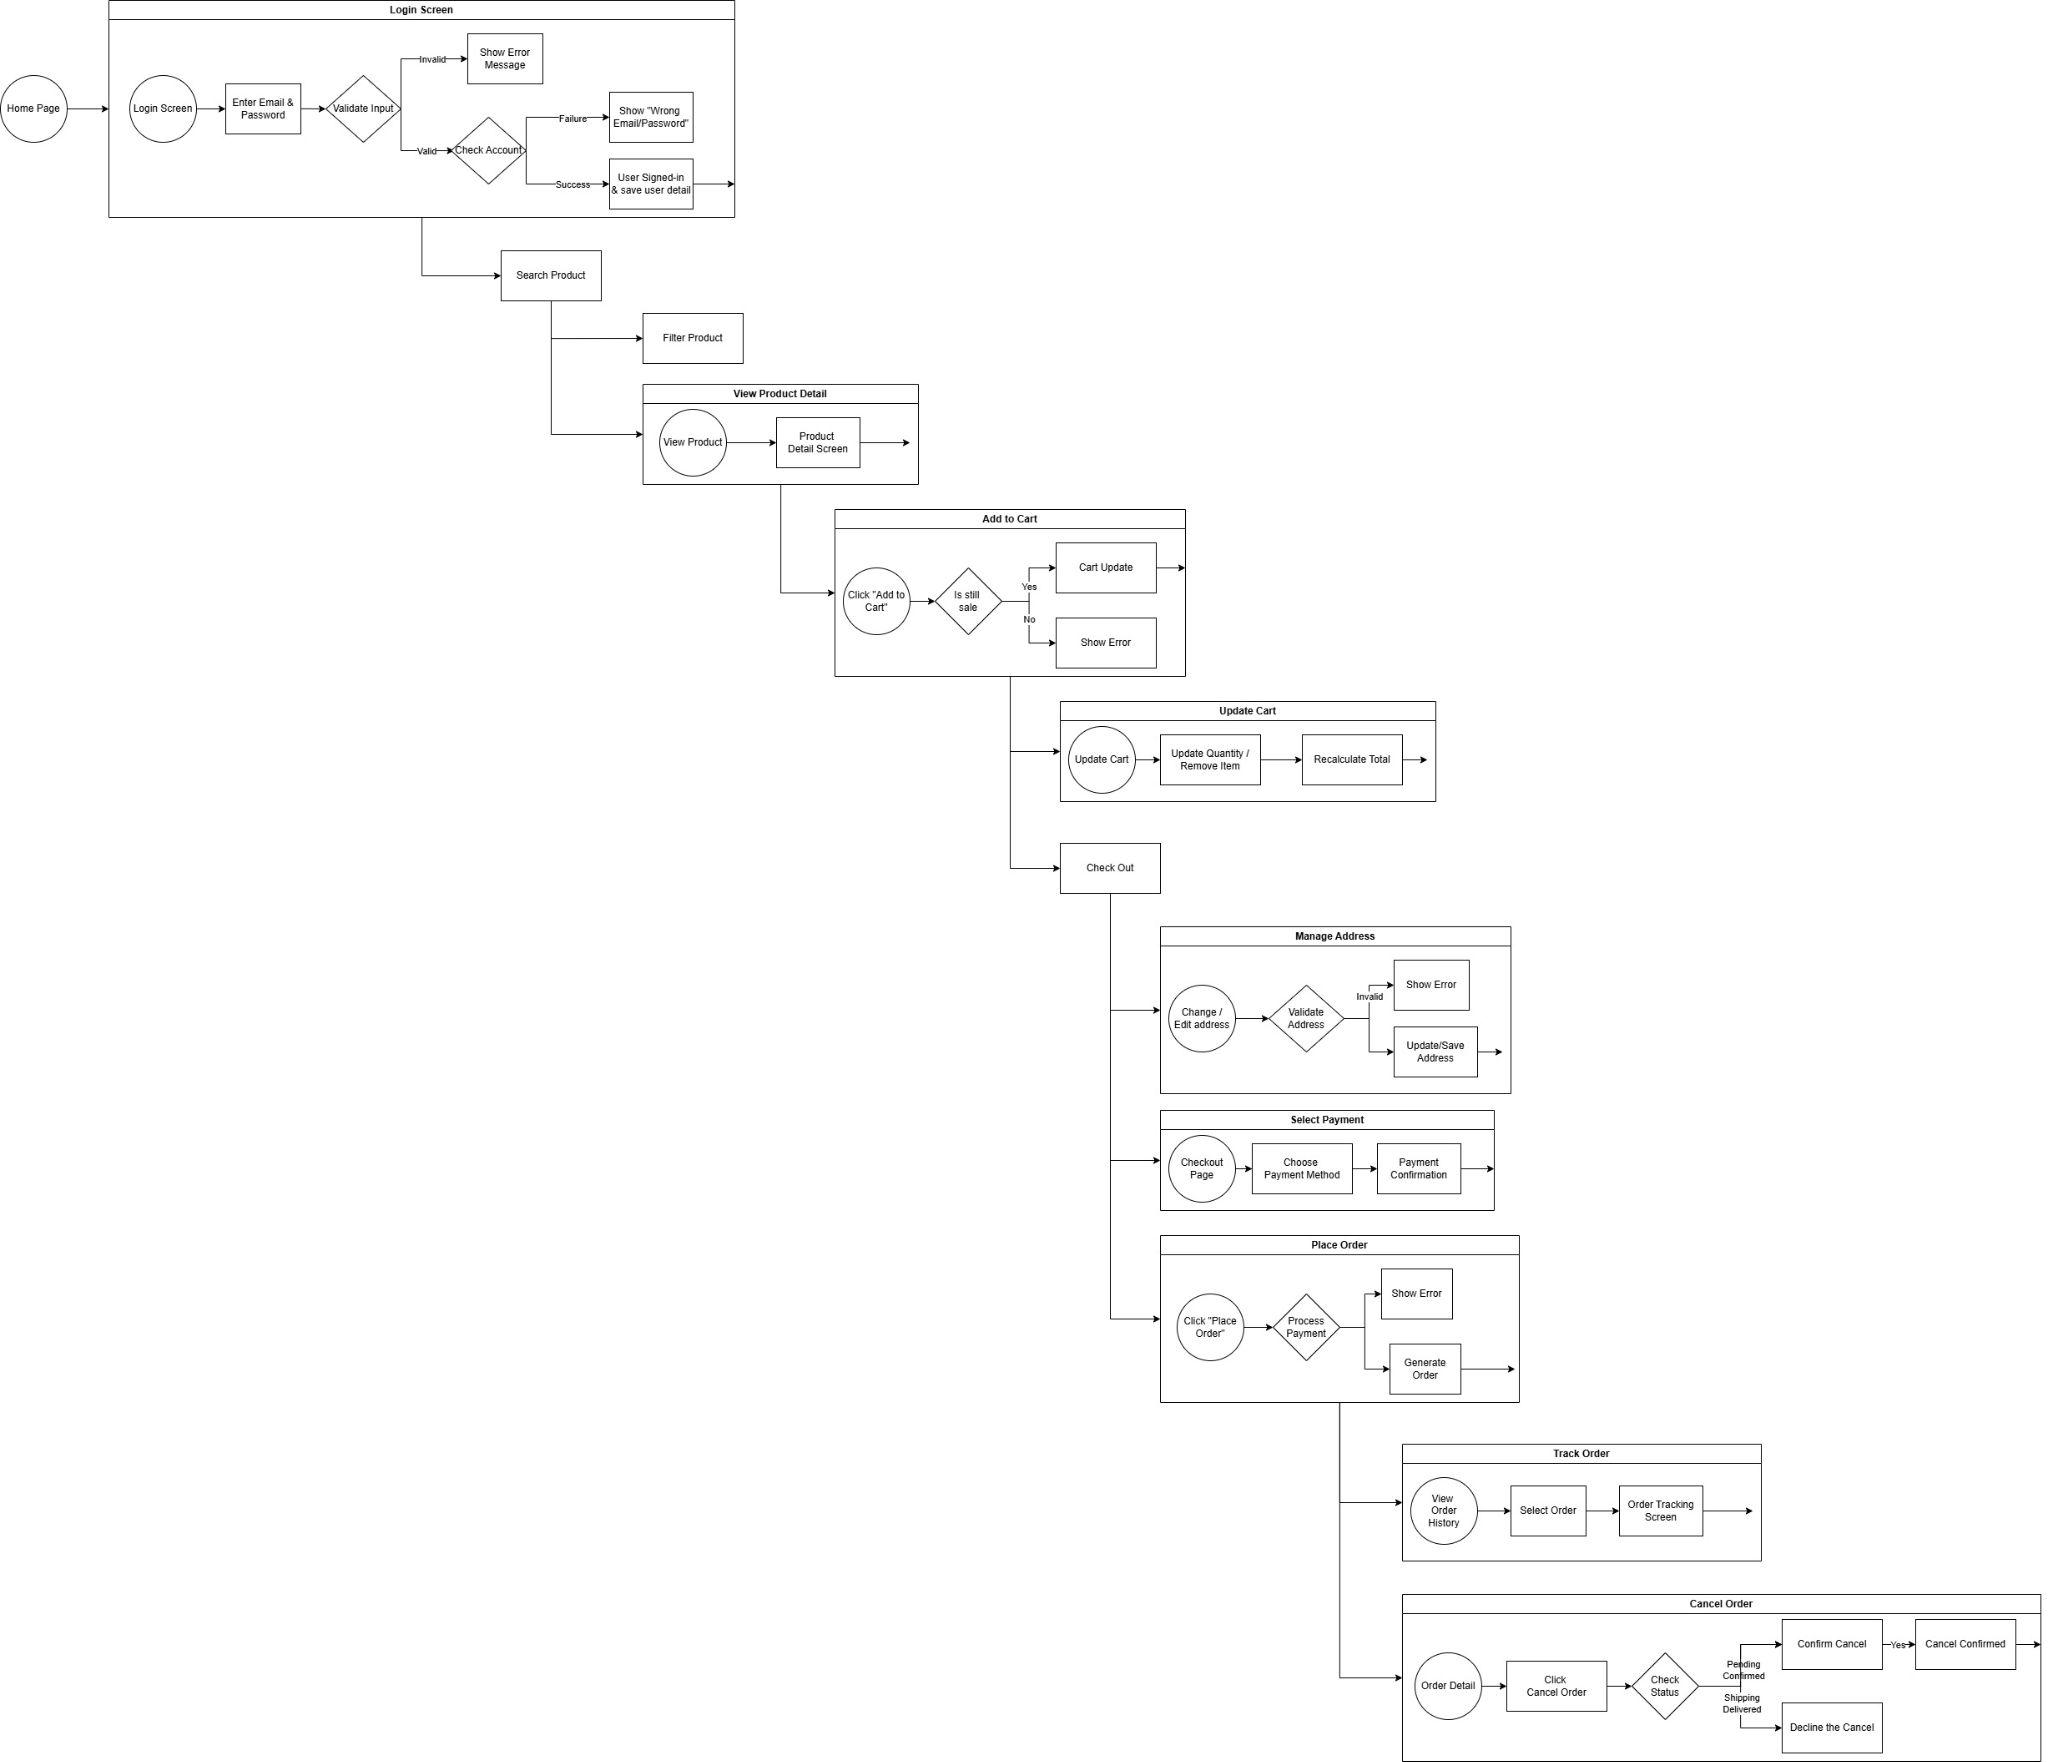 Login Screen
Home Page
Login Screen
Enter Email &
Password
Validate Input
Invalid
Show Error
Message
Valid
Check Account
Failure
Show "Wrong
Email/Password"
Success
User Signed-in
& save user detail
Search Product
Filter Product
View Product Detail
View Product
Product
Detail Screen
Add to Cart
Click "Add to
Cart"
Is still
sale
Yes
Cart Update
No
Show Error
Update Cart
Update Cart
Update Quantity /
Remove Item
Recalculate Total
Check Out
Manage Address
Change /
Edit address
Validate
Address
Invalid
Show Error
Update/Save
Address
Select Payment
Checkout
Page
Choose
Payment Method
Payment
Confirmation
Place Order
Click "Place
Order"
Process
Payment
Show Error
Generate
Order
Track Order
View
Order
History
Select Order
Order Tracking
Screen
Cancel Order
Order Detail
Click
Cancel Order
Check
Status
Pending
Confirmed
Confirm Cancel
Yes
Cancel Confirmed
Shipping
Delivered
Decline the Cancel